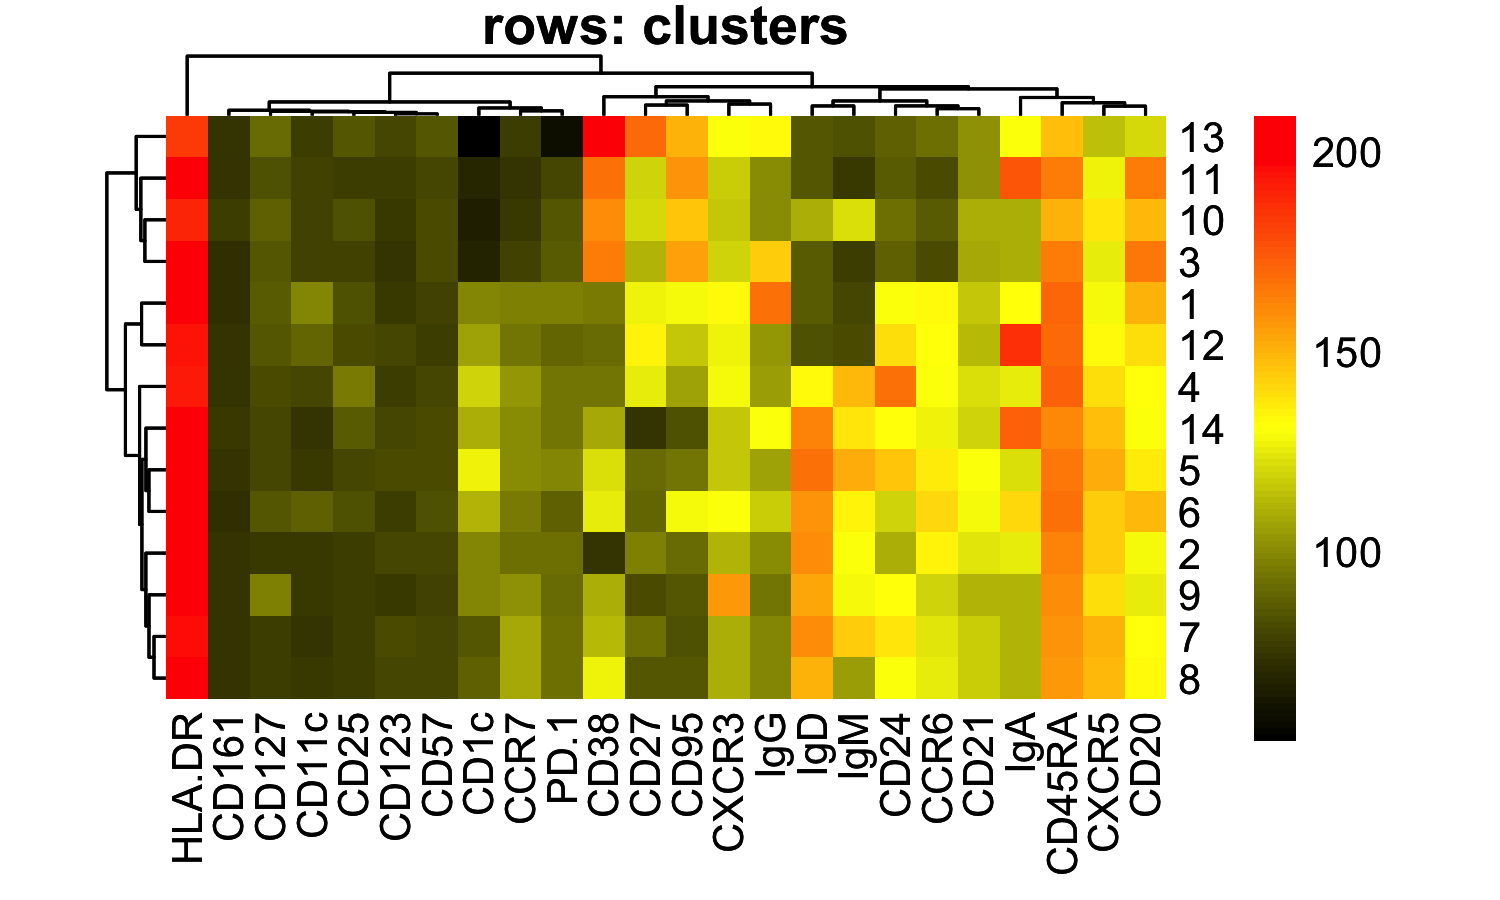 rows: clusters
13
11
10
3
1
12
4
14
5
6
2
9
7
8
200
150
100
HLA.DR
CD161
CD127
CD11c
CD25
CD123
CD57
CD1c
CCR7
PD.1
CD38
CD27
CD95
CXCR3
IgG
IgD
IgM
CD24
CCR6
CD21
IgA
CD45RA
CXCR5
CD20